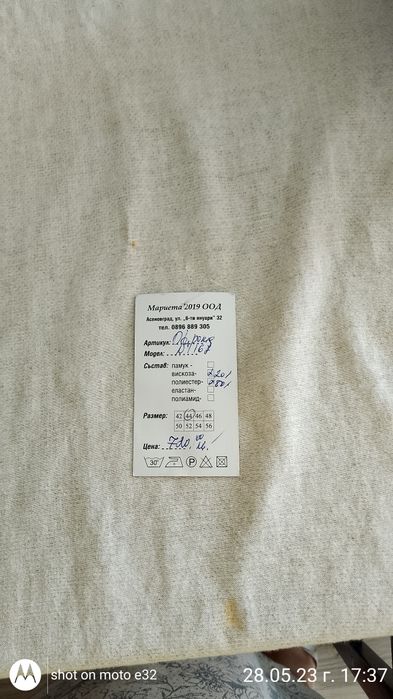 Мариета 2019 ООД
Асеновград, ул. „6-ти януари" 32
тел. 0896 889 305
Артикул:
Модел: 167
Състав: памук -
вискоза-
полиестер-
еластан-
полиамид-
Размер: 42 44 46 48
50 52 54 56
Цена:
30°
P
shot on moto e32
28.05.23 г. 17:37